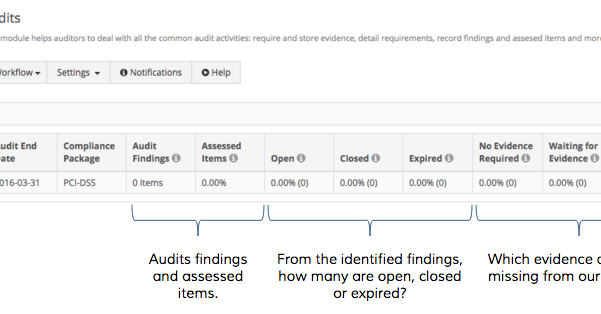 dits
module helps auditors to deal with all the common audit activities: require and store evidence, detail requirements, record findings and assesed items and more
Workflow Settings Notifications Help
Audit End Date Compliance Package Audit Findings Assessed Items Open Closed Expired No Evidence Required Waiting for Evidence
016-03-31 PCI-DSS 0 Items 0.00% 0.00% (0) 0.00% (0) 0.00% (0) 0.00% (0) 0.00% (0)
Audits findings
and assessed
items.
From the identified findings,
how many are open, closed
or expired?
Which evidence
missing from our